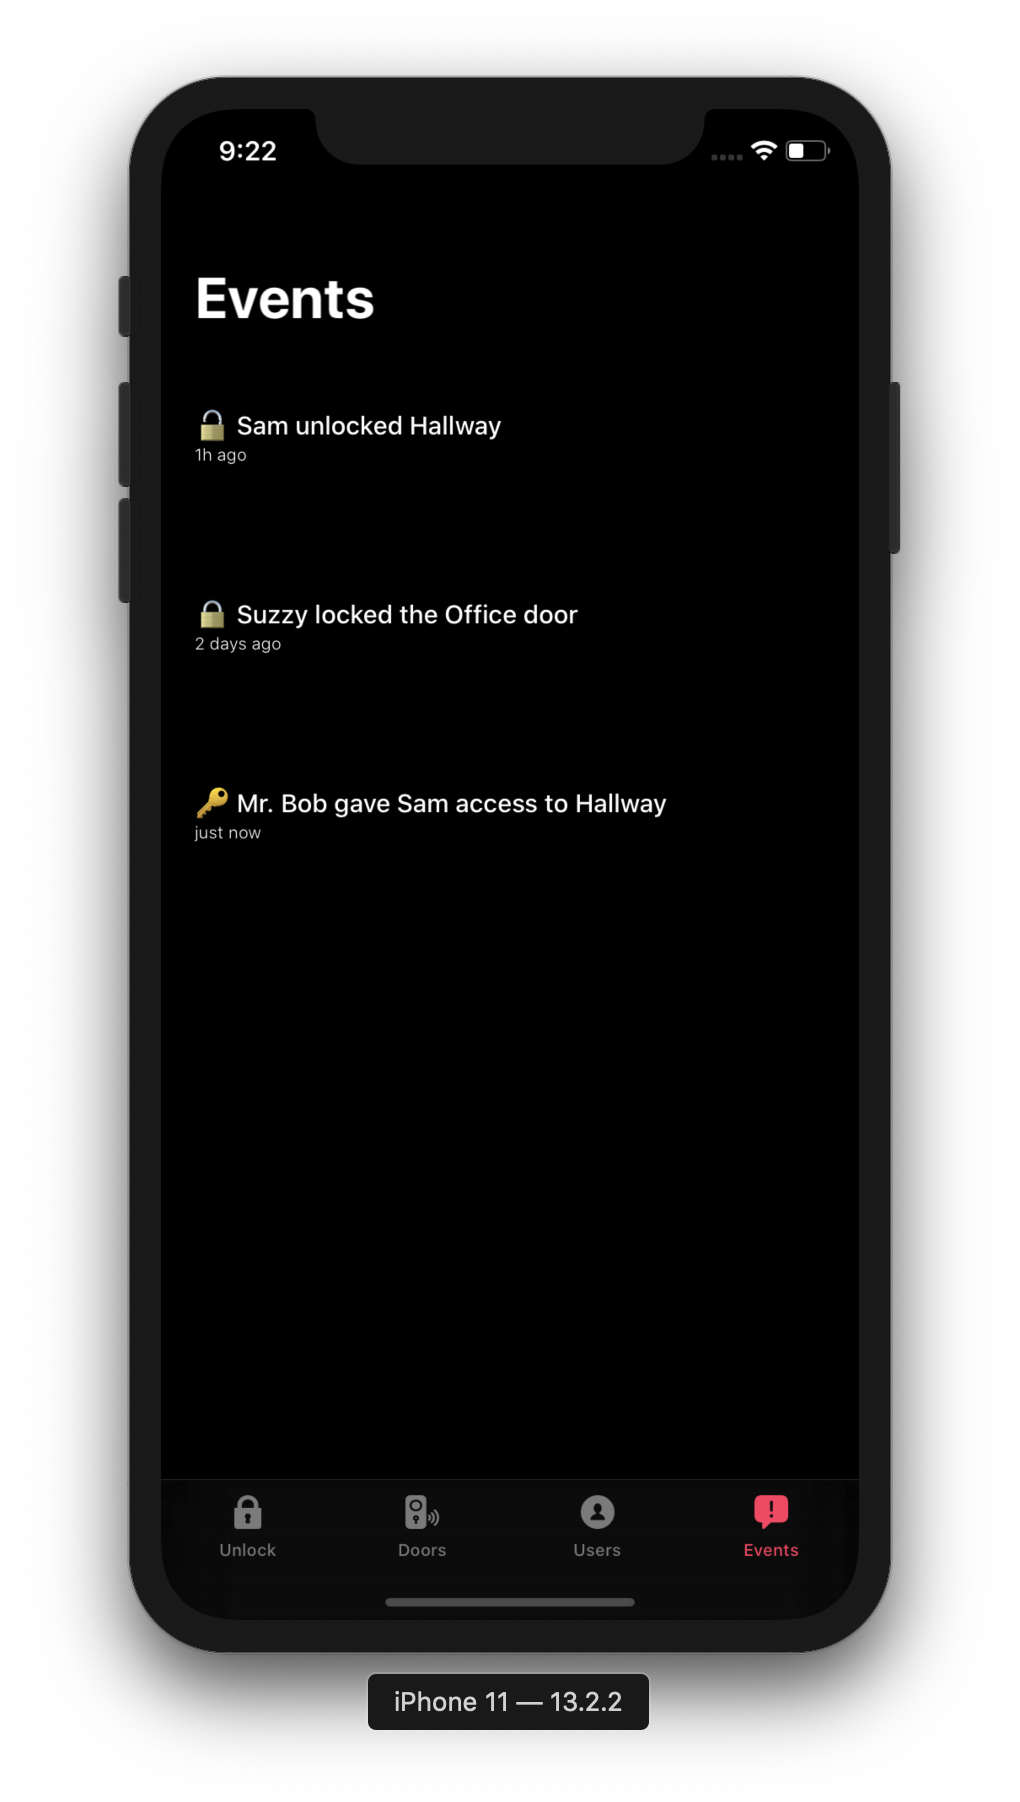 9:22
Events
Sam unlocked Hallway
1h ago
Suzzy locked the Office door
2 days ago
Mr. Bob gave Sam access to Hallway
just now
Unlock
Doors
Users
Events
iPhone 11 — 13.2.2